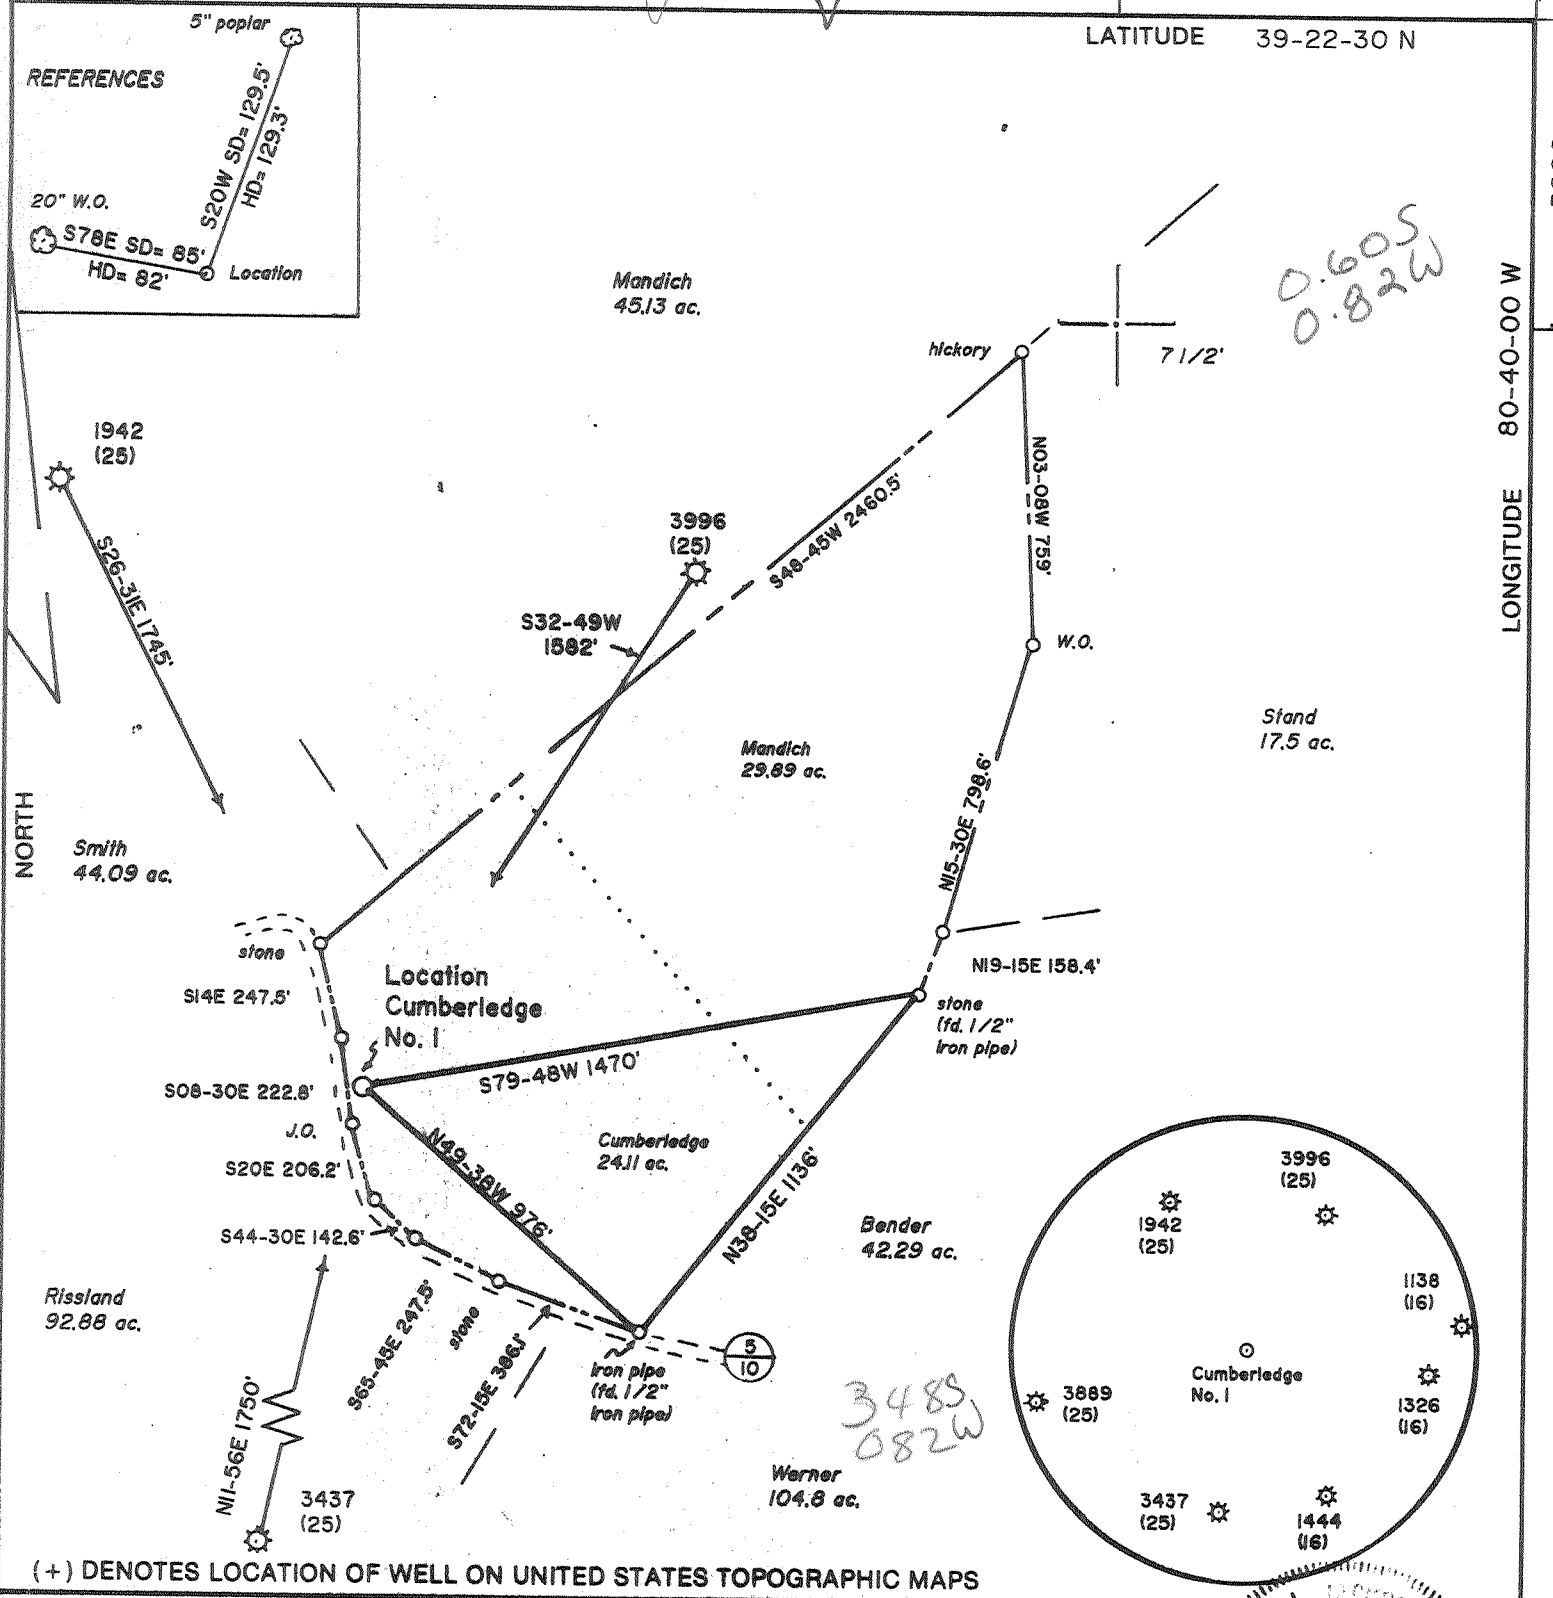 5" poplar
REFERENCES
S20W SD= 129.5'
HD= 129.3'
20" W.O.
S78E SD= 85'
HD= 82'
Location
LATITUDE 39-22-30 N
0.60S
0.82W
LONGITUDE 80-40-00 W
7 1/2'
Mandich
45.13 ac.
hickory
N03-08W 759'
S48-45W 2460.5'
1942
(25)
S26-31E 1745'
3996
(25)
S32-49W
1582'
W.O.
Stand
17.5 ac.
Mandich
29.89 ac.
N15-30E 798.6'
NORTH
Smith
44.09 ac.
stone
S14E 247.5'
Location
Cumberledge
No. 1
N19-15E 158.4'
stone
(fd. 1/2"
iron pipe)
S79-48W 1470'
S08-30E 222.8'
J.O.
S20E 206.2'
N49-38W 976'
Cumberledge
24.11 ac.
N38-15E 1136'
S44-30E 142.6'
Bender
42.29 ac.
Rissland
92.88 ac.
S65-45E 247.5'
stone
S72-15E 386.1'
iron pipe
(fd. 1/2"
iron pipe)
5
10
348S
082W
N11-56E 1750'
3437
(25)
Werner
104.8 ac.
3996
(25)
1942
(25)
1138
(16)
Cumberledge
No. 1
1326
(16)
3889
(25)
3437
(25)
1444
(16)
(+) DENOTES LOCATION OF WELL ON UNITED STATES TOPOGRAPHIC MAPS